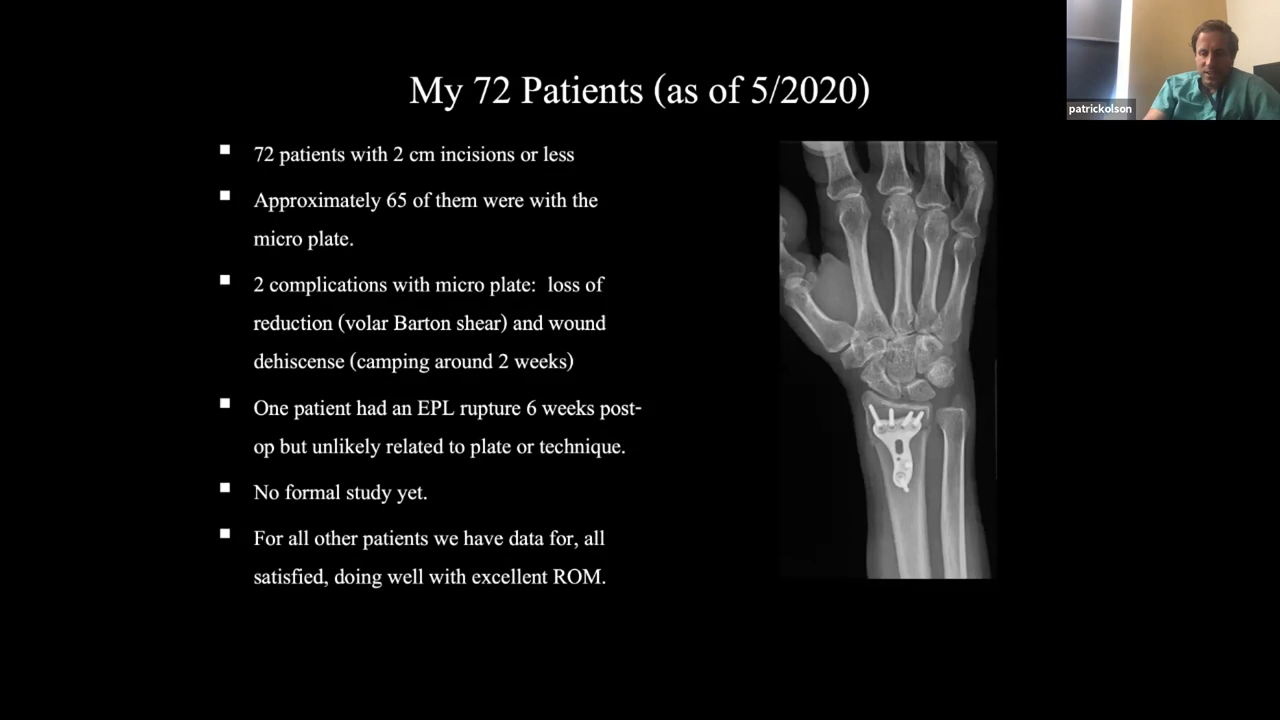 My 72 Patients (as of 5/2020)
patrickolson
72 patients with 2 cm incisions or less
Approximately 65 of them were with the
micro plate.
2 complications with micro plate:  loss of
reduction (volar Barton shear) and wound
dehiscense (camping around 2 weeks)
One patient had an EPL rupture 6 weeks post-
op but unlikely related to plate or technique.
No formal study yet.
For all other patients we have data for, all
satisfied, doing well with excellent ROM.